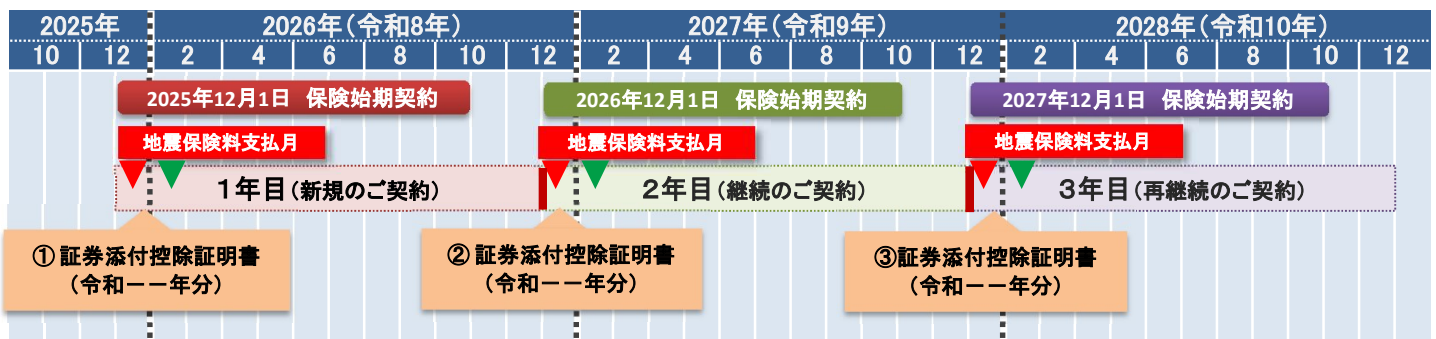 2025年 2026年（令和8年） 2027年（令和9年） 2028年（令和10年）
10 12 2 4 6 8 10 12 2 4 6 8 10 12 2 4 6 8 10 12
2025年12月1日 保険始期契約
2026年12月1日 保険始期契約
2027年12月1日 保険始期契約
地震保険料支払月
地震保険料支払月
地震保険料支払月
１年目（新規のご契約）
２年目（継続のご契約）
３年目（再継続のご契約）
① 証券添付控除証明書
（令和－－年分）
② 証券添付控除証明書
（令和－－年分）
③証券添付控除証明書
（令和－－年分）